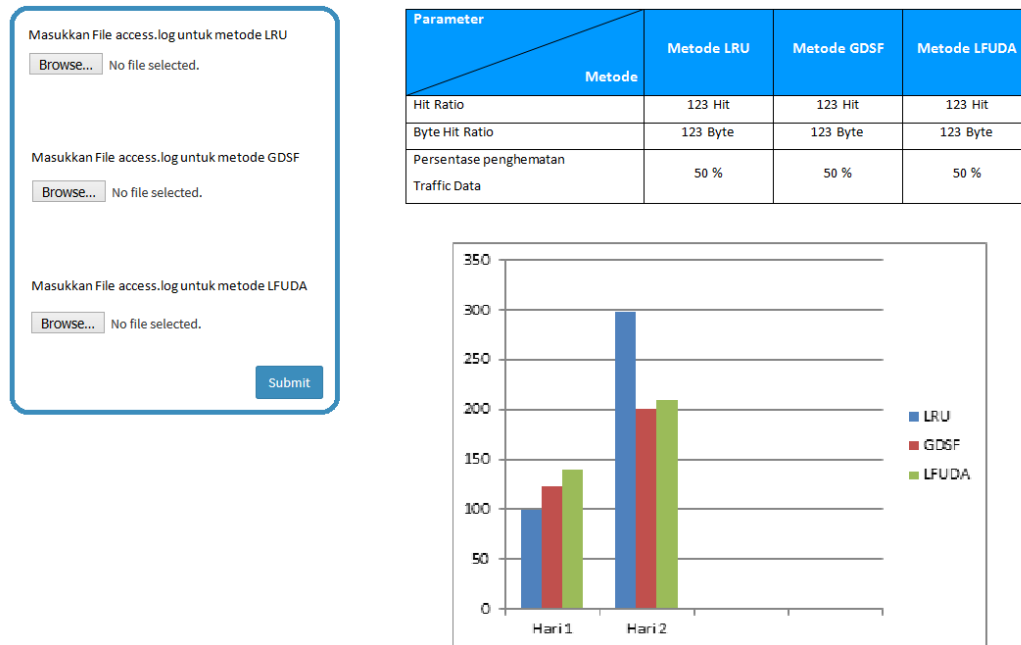 Masukkan File access.log untuk metode LRU
Browse... No file selected.
Masukkan File access.log untuk metode GDSF
Browse... No file selected.
Masukkan File access.log untuk metode LFUDA
Browse... No file selected.
Submit
Parameter
Metode
Metode LRU Metode GDSF Metode LFUDA
Hit Ratio 123 Hit 123 Hit 123 Hit
Byte Hit Ratio 123 Byte 123 Byte 123 Byte
Persentase penghematan
Traffic Data 50 % 50 % 50 %
350
300
250
200
150
100
50
0
Hari 1 Hari 2
LRU
GDSF
LFUDA